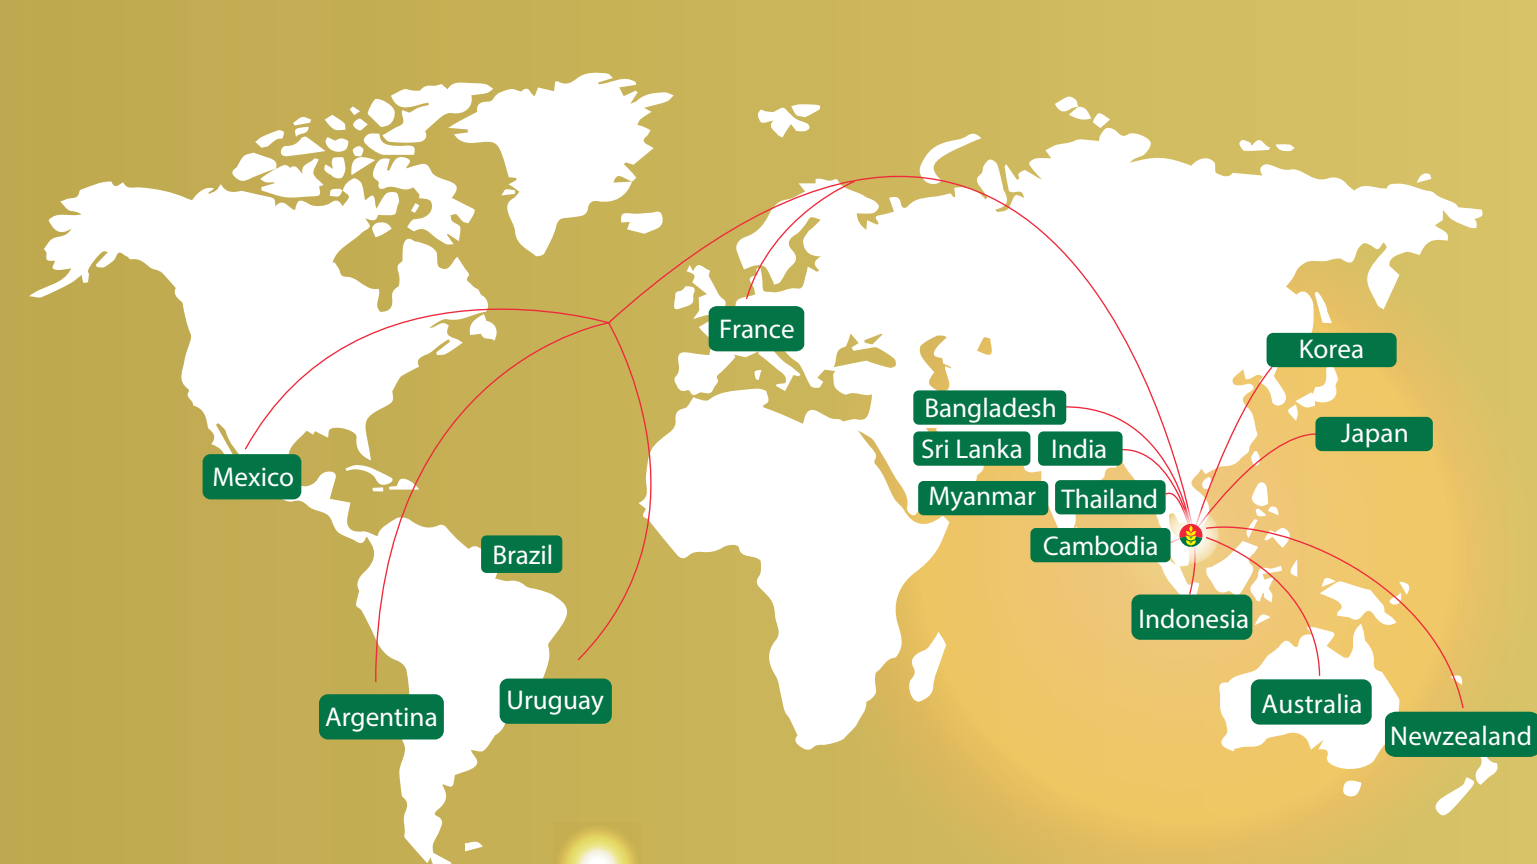 France
Korea
Bangladesh
Japan
Sri Lanka
India
Mexico
Myanmar
Thailand
Cambodia
Brazil
Indonesia
Uruguay
Australia
Argentina
Newzealand